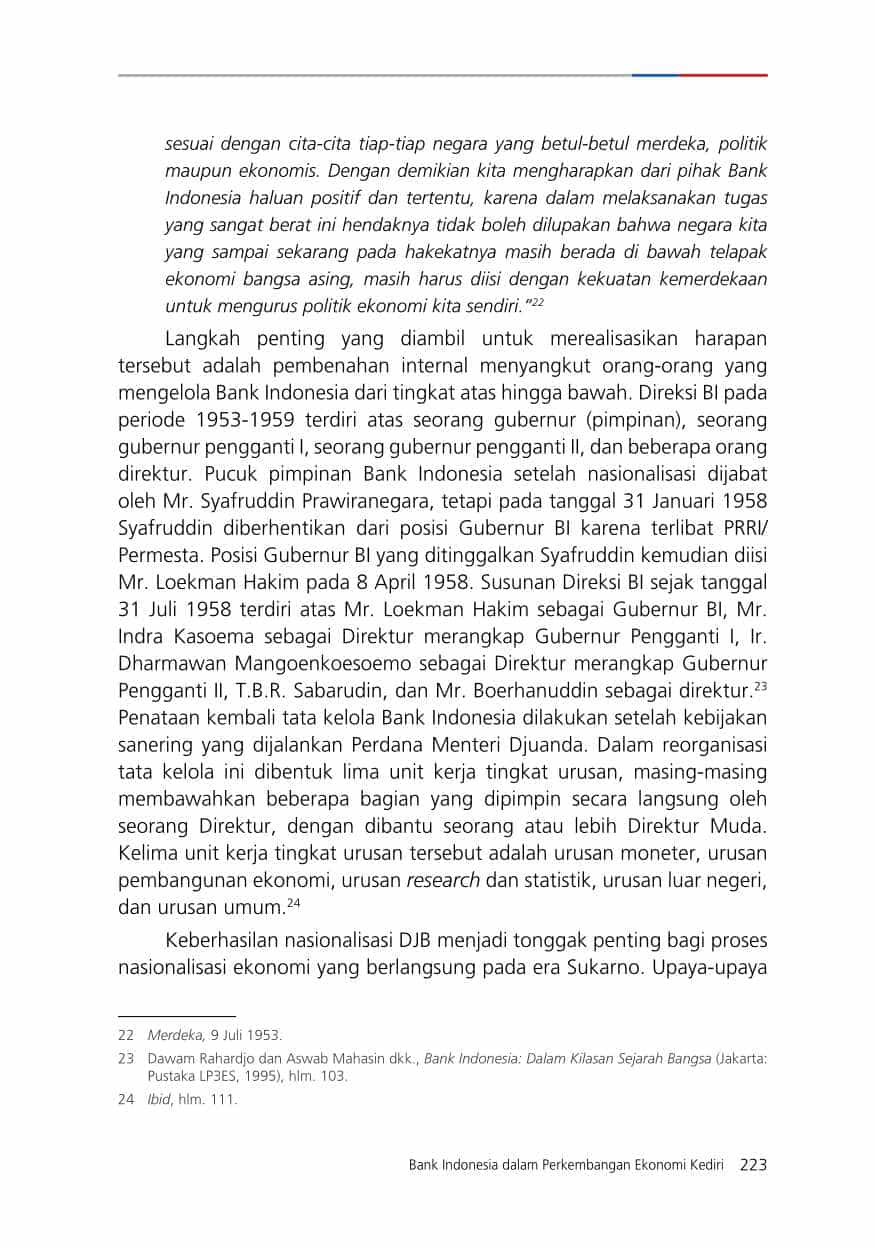 sesuai dengan cita-cita tiap-tiap negara yang betul-betul merdeka, politik
maupun ekonomis. Dengan demikian kita mengharapkan dari pihak Bank
Indonesia haluan positif dan tertentu, karena dalam melaksanakan tugas
yang sangat berat ini hendaknya tidak boleh dilupakan bahwa negara kita
yang sampai sekarang pada hakekatnya masih berada di bawah telapak
ekonomi bangsa asing, masih harus diisi dengan kekuatan kemerdekaan
untuk mengurus politik ekonomi kita sendiri.”22
Langkah penting yang diambil untuk merealisasikan harapan
tersebut adalah pembenahan internal menyangkut orang-orang yang
mengelola Bank Indonesia dari tingkat atas hingga bawah. Direksi BI pada
periode 1953-1959 terdiri atas seorang gubernur (pimpinan), seorang
gubernur pengganti I, seorang gubernur pengganti II, dan beberapa orang
direktur. Pucuk pimpinan Bank Indonesia setelah nasionalisasi dijabat
oleh Mr. Syafruddin Prawiranegara, tetapi pada tanggal 31 Januari 1958
Syafruddin diberhentikan dari posisi Gubernur BI karena terlibat PRRI/
Permesta. Posisi Gubernur BI yang ditinggalkan Syafruddin kemudian diisi
Mr. Loekman Hakim pada 8 April 1958. Susunan Direksi BI sejak tanggal
31 Juli 1958 terdiri atas Mr. Loekman Hakim sebagai Gubernur BI, Mr.
Indra Kasoema sebagai Direktur merangkap Gubernur Pengganti I, Ir.
Dharmawan Mangoenkoesoemo sebagai Direktur merangkap Gubernur
Pengganti II, T.B.R. Sabarudin, dan Mr. Boerhanuddin sebagai direktur.23
Penataan kembali tata kelola Bank Indonesia dilakukan setelah kebijakan
sanering yang dijalankan Perdana Menteri Djuanda. Dalam reorganisasi
tata kelola ini dibentuk lima unit kerja tingkat urusan, masing-masing
membawahkan beberapa bagian yang dipimpin secara langsung oleh
seorang Direktur, dengan dibantu seorang atau lebih Direktur Muda.
Kelima unit kerja tingkat urusan tersebut adalah urusan moneter, urusan
pembangunan ekonomi, urusan research dan statistik, urusan luar negeri,
dan urusan umum.24
Keberhasilan nasionalisasi DJB menjadi tonggak penting bagi proses
nasionalisasi ekonomi yang berlangsung pada era Sukarno. Upaya-upaya
22 Merdeka, 9 Juli 1953.
23 Dawam Rahardjo dan Aswab Mahasin dkk., Bank Indonesia: Dalam Kilasan Sejarah Bangsa (Jakarta:
Pustaka LP3ES, 1995), hlm. 103.
24 Ibid, hlm. 111.
Bank Indonesia dalam Perkembangan Ekonomi Kediri 223